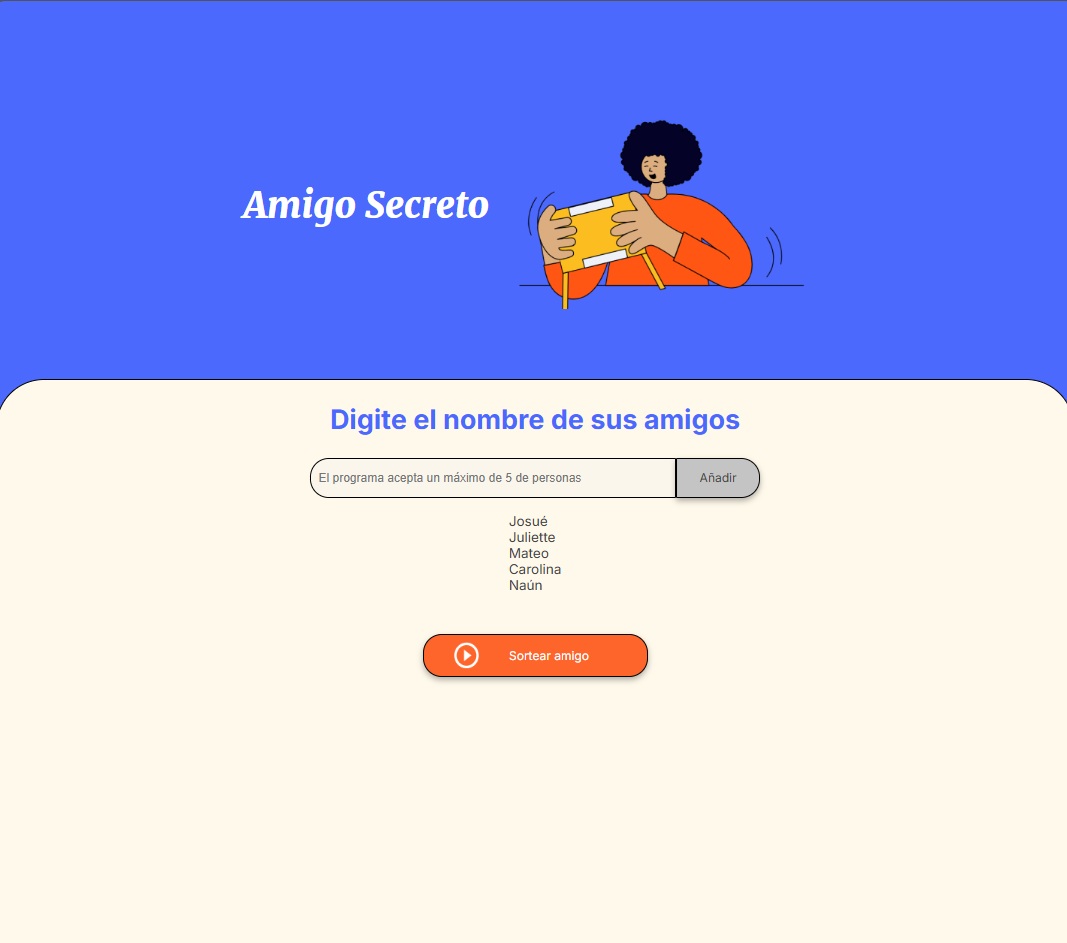 Amigo Secreto
Digite el nombre de sus amigos
El programa acepta un máximo de 5 de personas
Añadir
Josué
Juliette
Mateo
Carolina
Naún
Sortear amigo